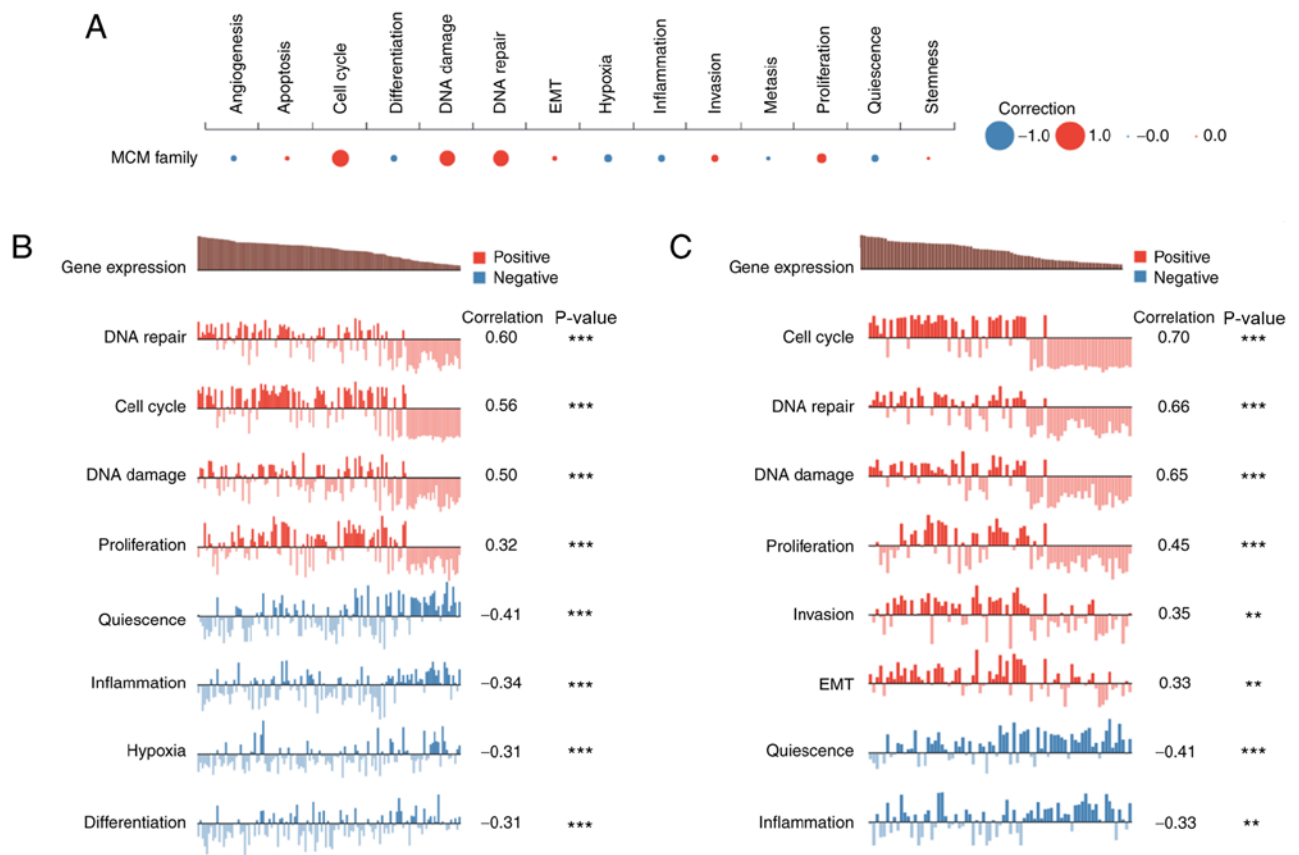 A
Angiogenesis
Apoptosis
Cell cycle
Differentiation
DNA damage
DNA repair
EMT
Hypoxia
Inflammation
Invasion
Metasis
Proliferation
Quiescence
Stemness
Correction
−1.0 1.0 −0.0 0.0
MCM family
B
Gene expression
Positive
Negative
Correlation P-value
DNA repair 0.60 ***
Cell cycle 0.56 ***
DNA damage 0.50 ***
Proliferation 0.32 ***
Quiescence −0.41 ***
Inflammation −0.34 ***
Hypoxia −0.31 ***
Differentiation −0.31 ***
C
Gene expression
Positive
Negative
Correlation P-value
Cell cycle 0.70 ***
DNA repair 0.66 ***
DNA damage 0.65 ***
Proliferation 0.45 ***
Invasion 0.35 **
EMT 0.33 **
Quiescence −0.41 ***
Inflammation −0.33 **